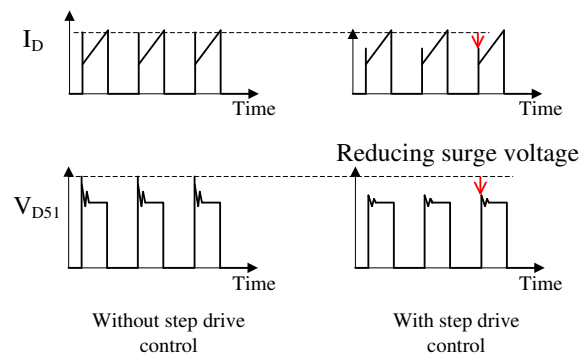 I_D
Time
Time
Reducing surge voltage
V_D51
Time
Time
Without step drive
control
With step drive
control